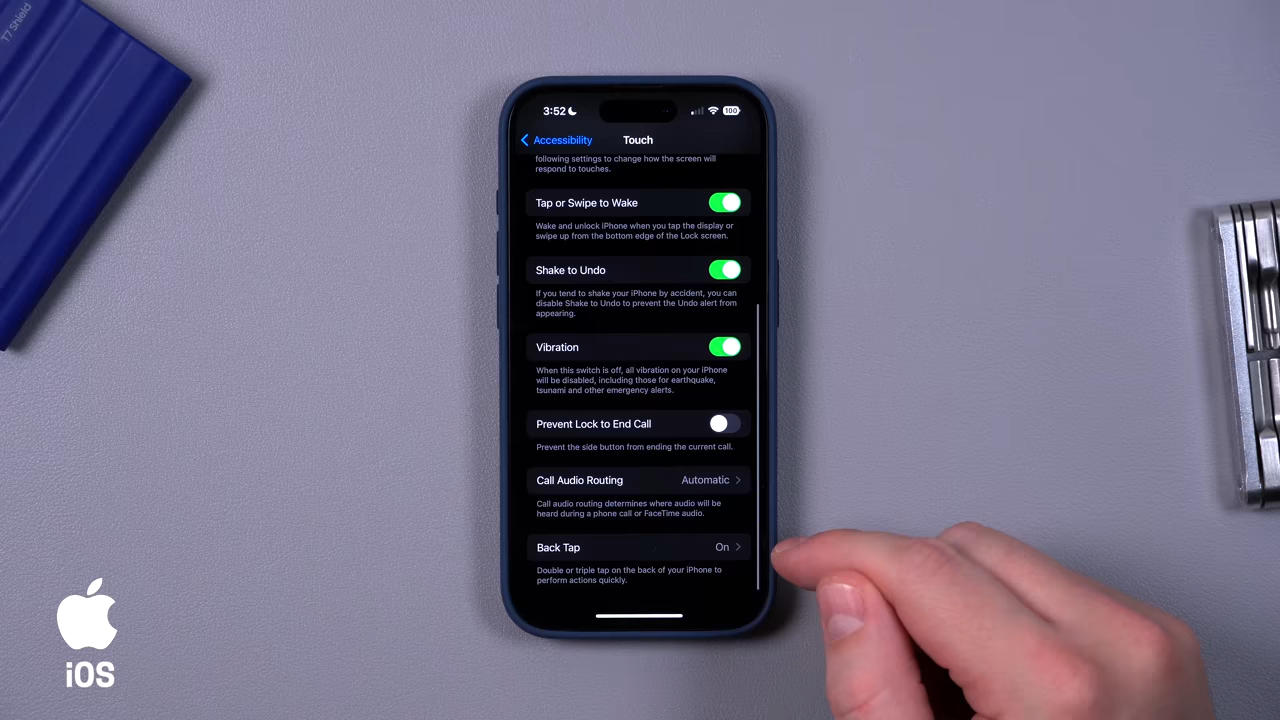 T7 Shield
3:52
100
Accessibility
Touch
following settings to change how the screen will
respond to touches.
Tap or Swipe to Wake
Wake and unlock iPhone when you tap the display or
swipe up from the bottom edge of the Lock screen.
Shake to Undo
If you tend to shake your iPhone by accident, you can
disable Shake to Undo to prevent the Undo alert from
appearing.
Vibration
When this switch is off, all vibration on your iPhone
will be disabled, including those for earthquake,
tsunami and other emergency alerts.
Prevent Lock to End Call
Prevent the side button from ending the current call.
Call Audio Routing Automatic
Call audio routing determines where audio will be
heard during a phone call or FaceTime audio.
Back Tap On
Double or triple tap on the back of your iPhone to
perform actions quickly.
iOS